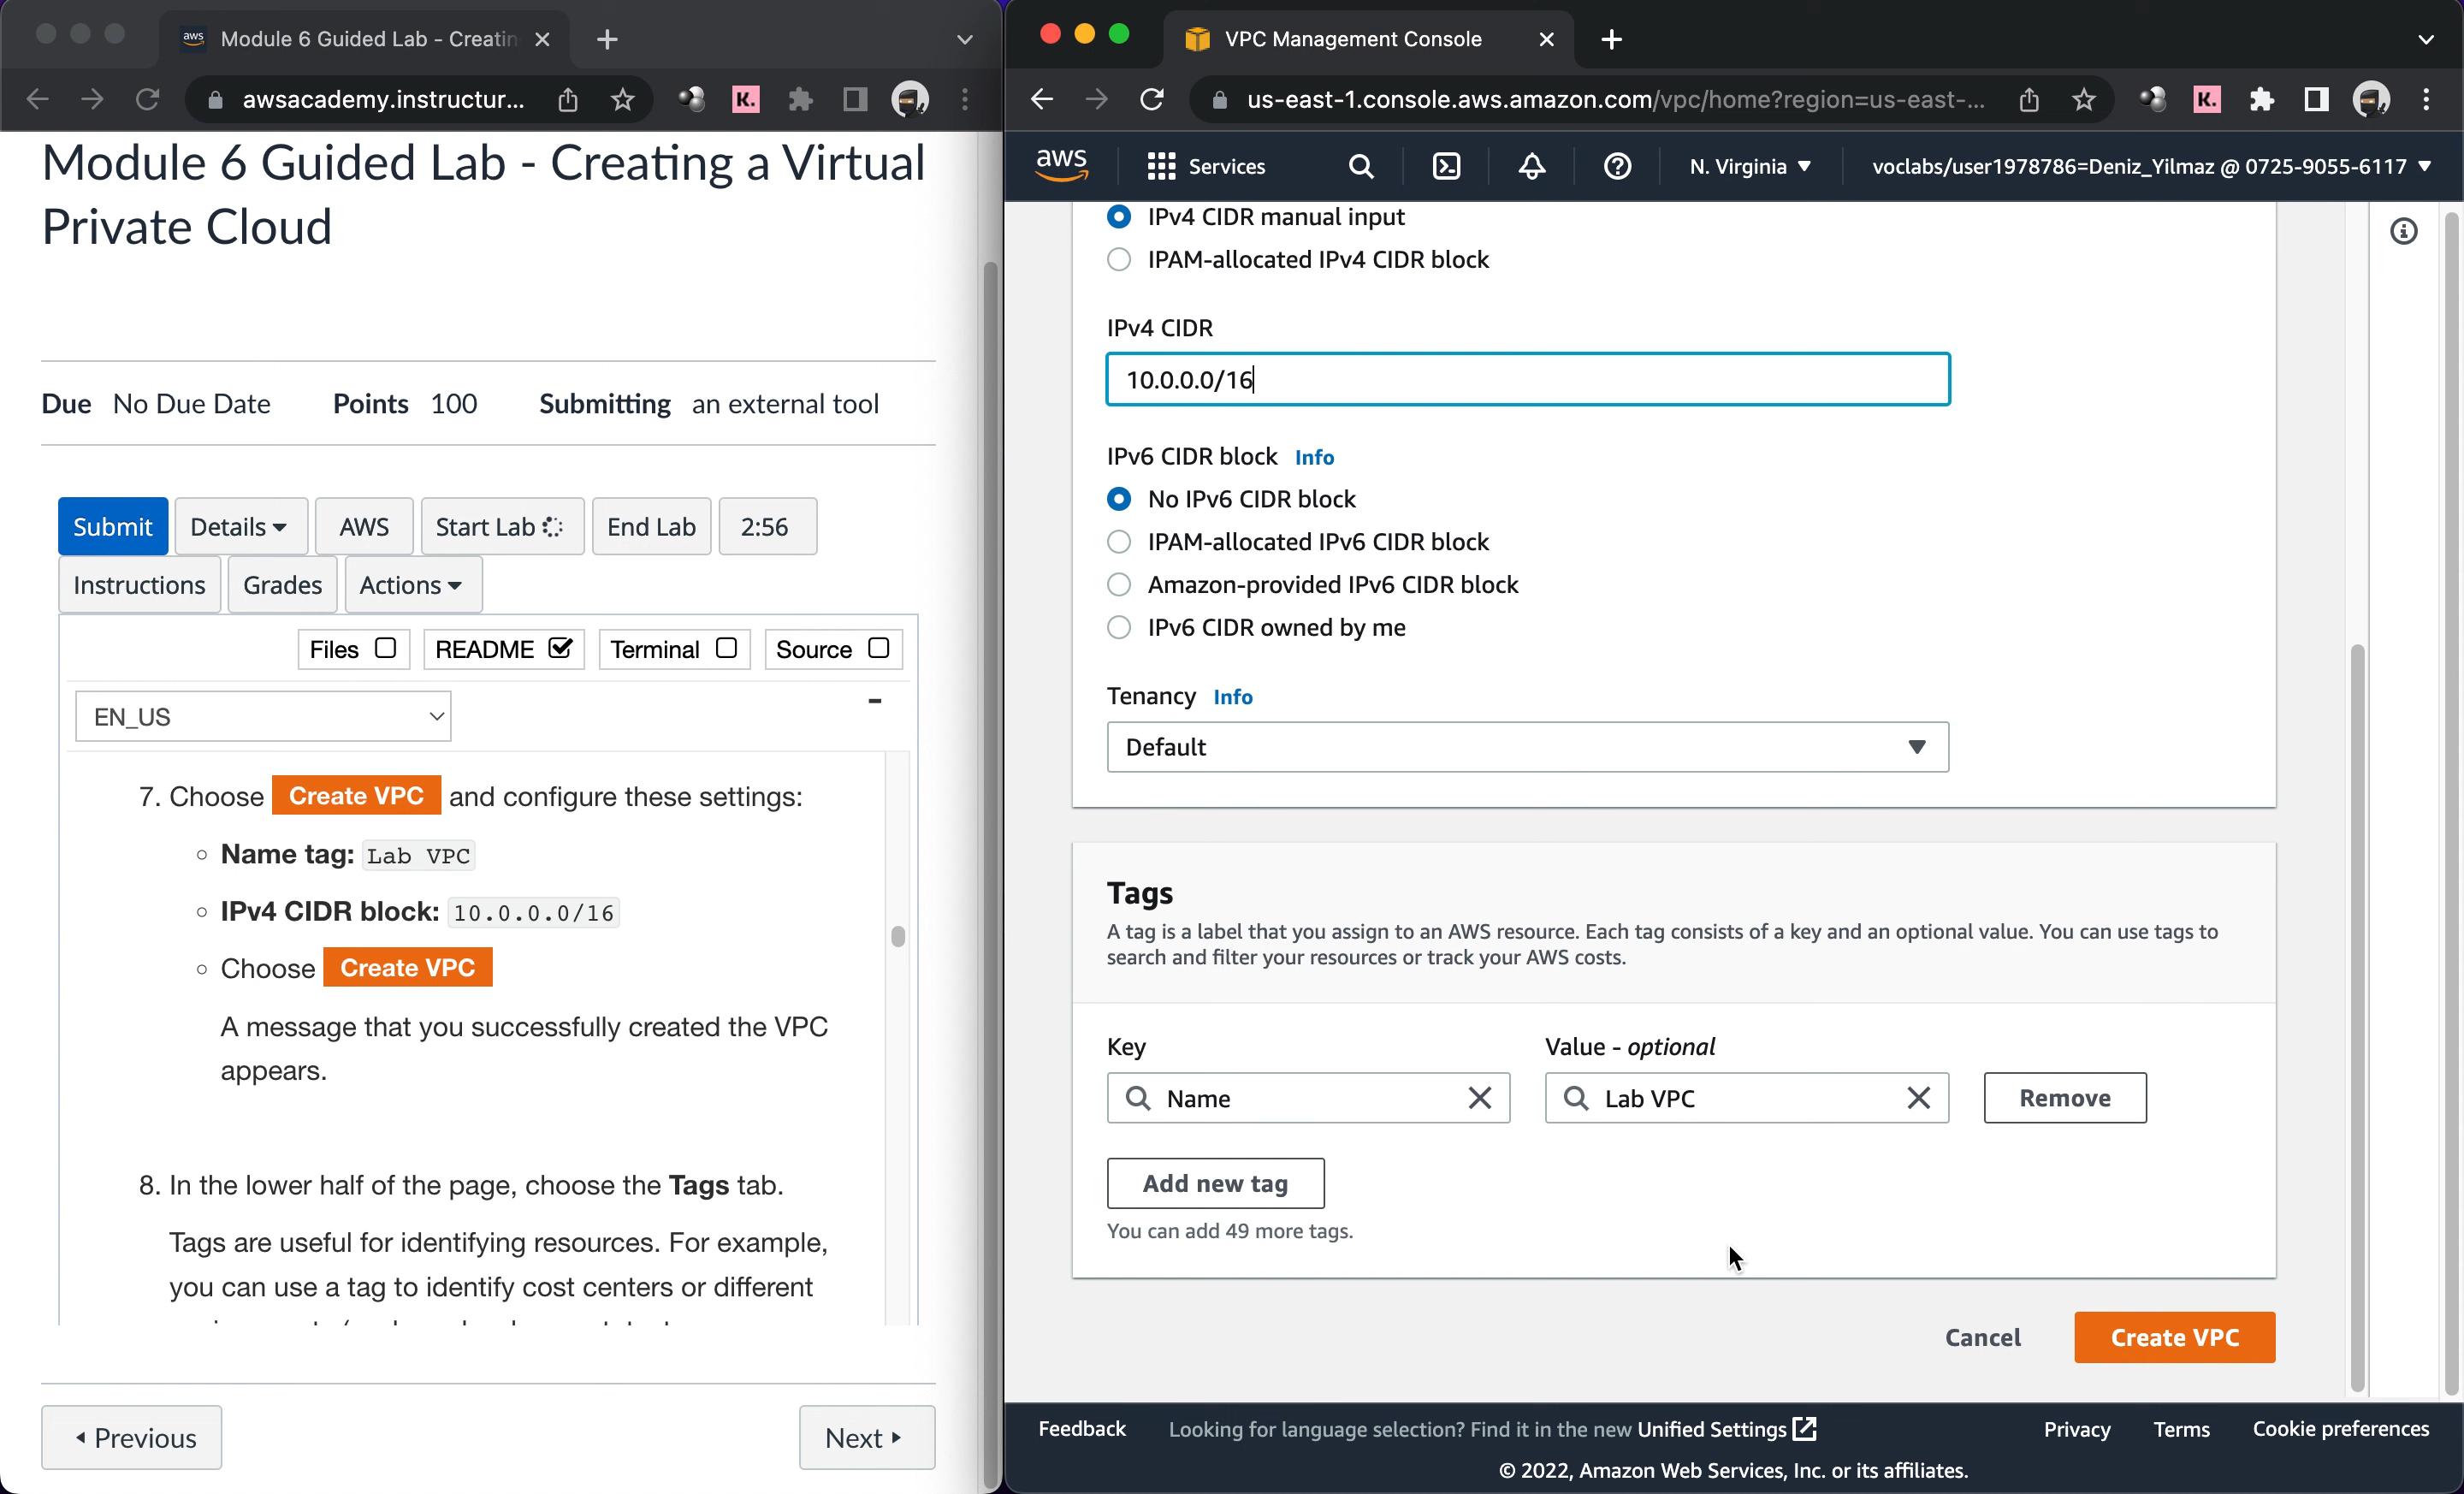 aws Module 6 Guided Lab - Creatin
awsacademy.instructur...
K.
Module 6 Guided Lab - Creating a Virtual
Private Cloud
Due No Due Date Points 100 Submitting an external tool
Submit Details AWS Start Lab End Lab 2:56
Instructions Grades Actions
Files README Terminal Source
EN_US
-
7. Choose Create VPC and configure these settings:
Name tag: Lab VPC
IPv4 CIDR block: 10.0.0.0/16
Choose Create VPC
A message that you successfully created the VPC
appears.
8. In the lower half of the page, choose the Tags tab.
Tags are useful for identifying resources. For example,
you can use a tag to identify cost centers or different
Previous Next
VPC Management Console
us-east-1.console.aws.amazon.com/vpc/home?region=us-east-...
K.
aws Services N. Virginia voclabs/user1978786=Deniz_Yilmaz @ 0725-9055-6117
IPv4 CIDR manual input
IPAM-allocated IPv4 CIDR block
IPv4 CIDR
10.0.0.0/16
IPv6 CIDR block Info
No IPv6 CIDR block
IPAM-allocated IPv6 CIDR block
Amazon-provided IPv6 CIDR block
IPv6 CIDR owned by me
Tenancy Info
Default
Tags
A tag is a label that you assign to an AWS resource. Each tag consists of a key and an optional value. You can use tags to
search and filter your resources or track your AWS costs.
Key Value - optional
Name Lab VPC Remove
Add new tag
You can add 49 more tags.
Cancel Create VPC
Feedback Looking for language selection? Find it in the new Unified Settings Privacy Terms Cookie preferences
© 2022, Amazon Web Services, Inc. or its affiliates.